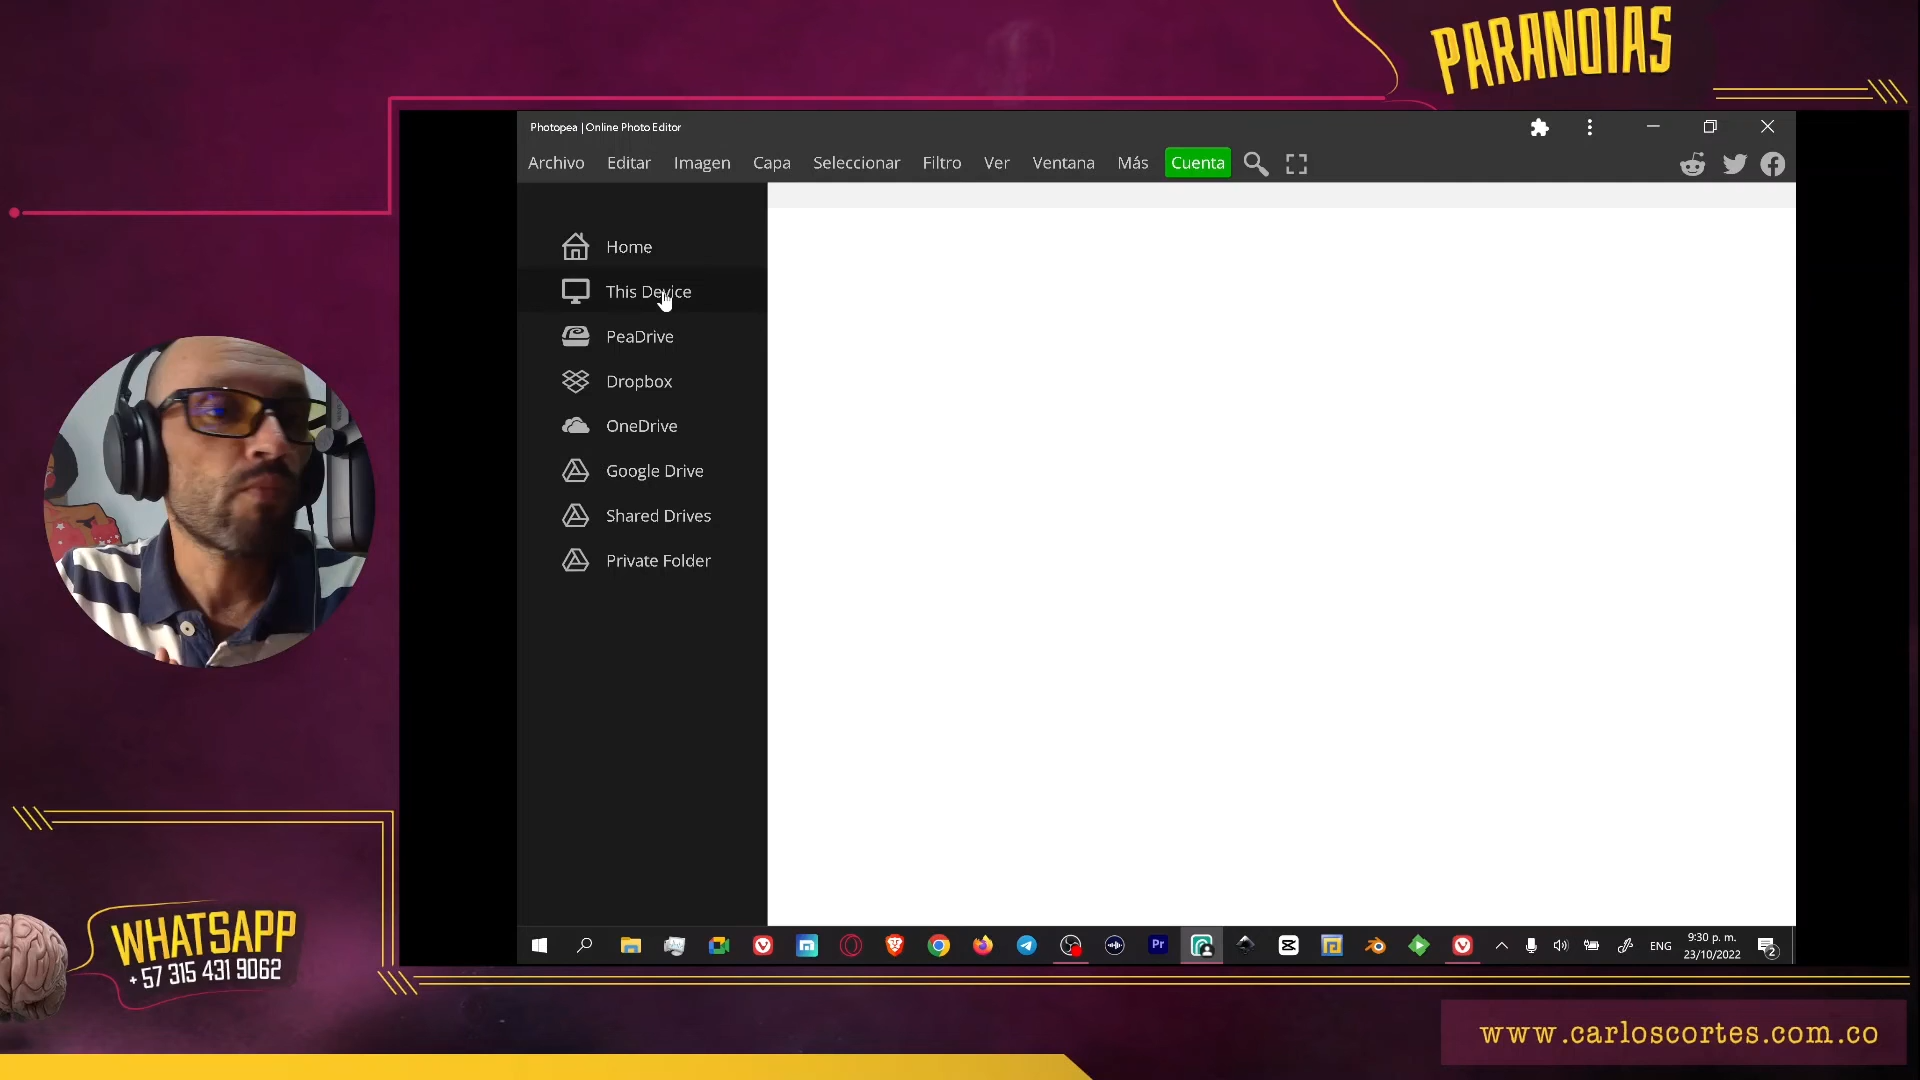 PARANOIAS
Photopea | Online Photo Editor
Archivo Editar Imagen Capa Seleccionar Filtro Ver Ventana Más Cuenta
Home
This Device
PeaDrive
Dropbox
OneDrive
Google Drive
Shared Drives
Private Folder
WHATSAPP
+ 57 315 431 9062
Pr
ENG
9:30 p. m.
23/10/2022
2
www.carloscortes.com.co